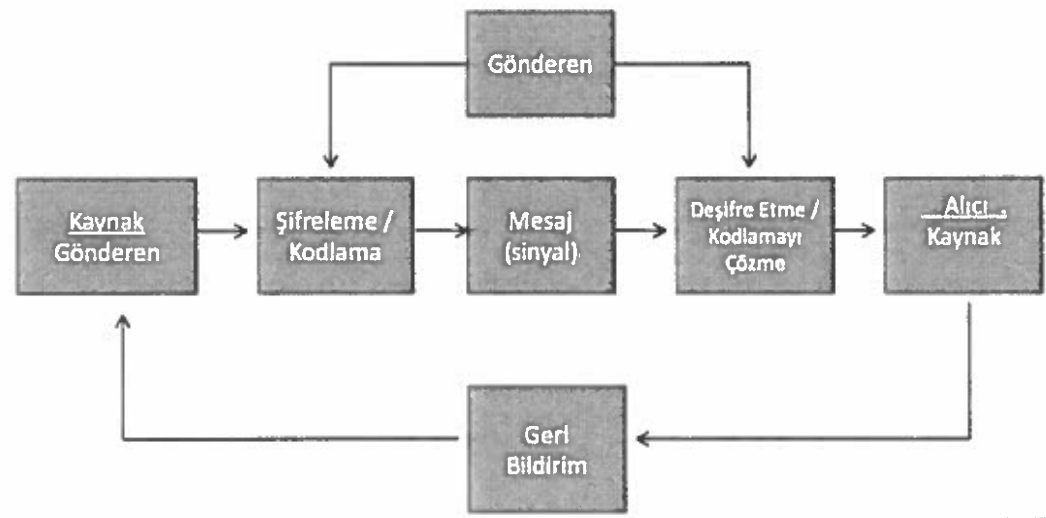 Gönderen
Kaynak
Gönderen
Şifreleme /
Kodlama
Mesaj
(sinyal)
Deşifre Etme /
Kodlamayı
Çözme
Alıcı
Kaynak
Geri
Bildirim